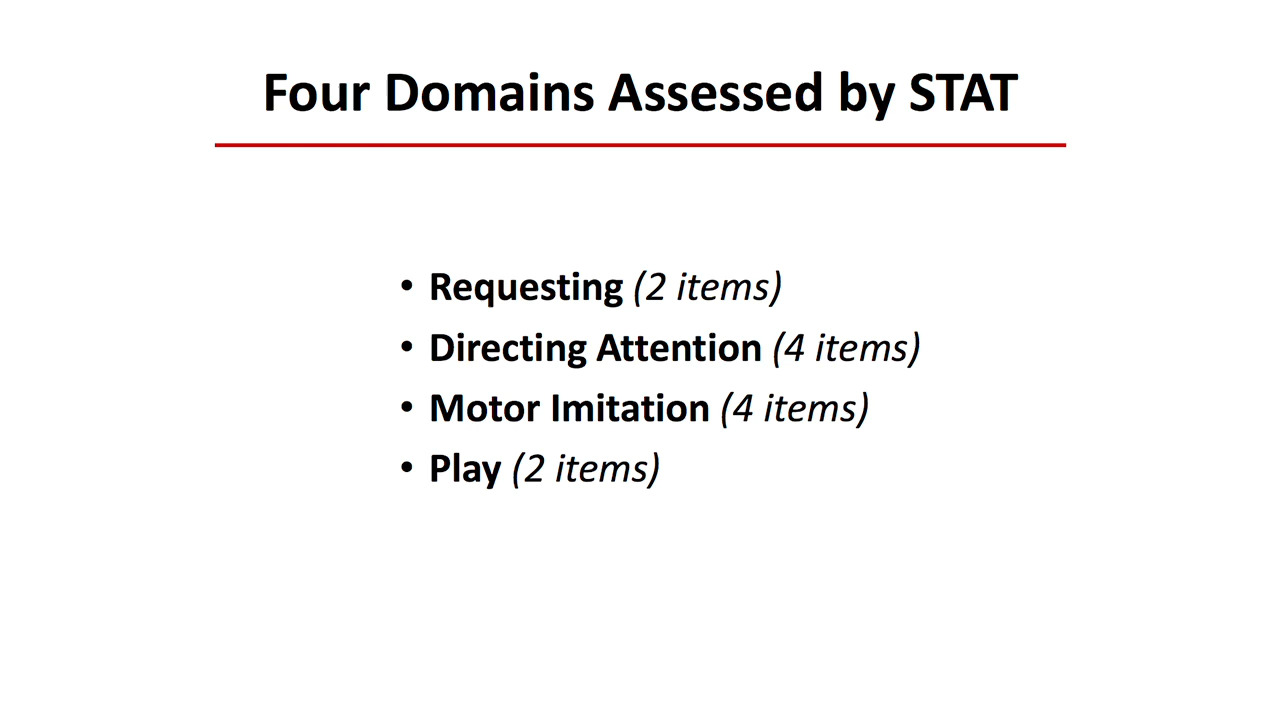 Four Domains Assessed by STAT
• Requesting (2 items)
• Directing Attention (4 items)
• Motor Imitation (4 items)
• Play (2 items)